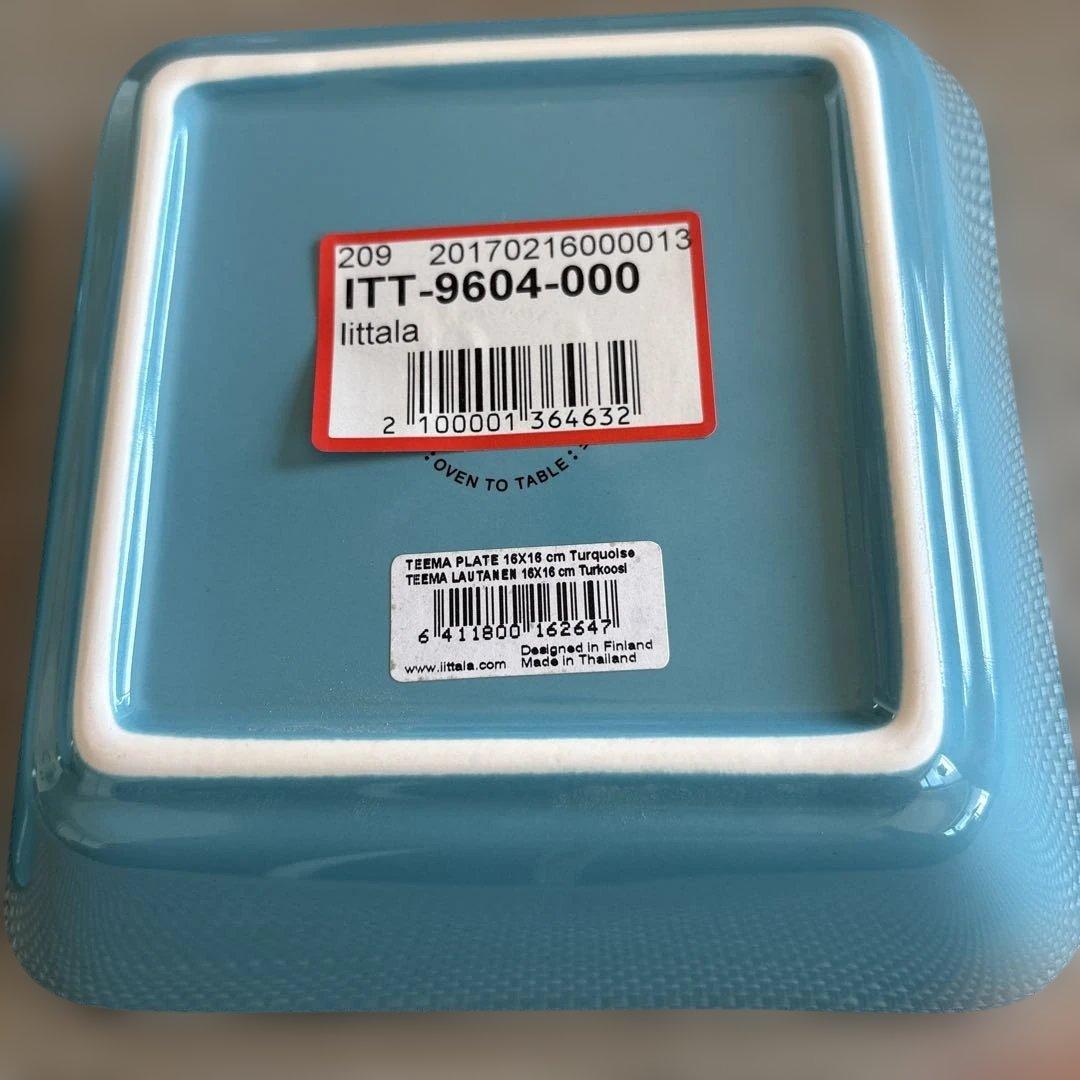 209 20170216000013
ITT-9604-000
Iittala
2 100001 364632
OVEN TO TABLE
TEEMA PLATE 16X16 cm Turquoise
TEEMA LAUTANEN 16X16 cm Turkoosi
6 411800 162647
Designed in Finland
www.iittala.com Made in Thailand